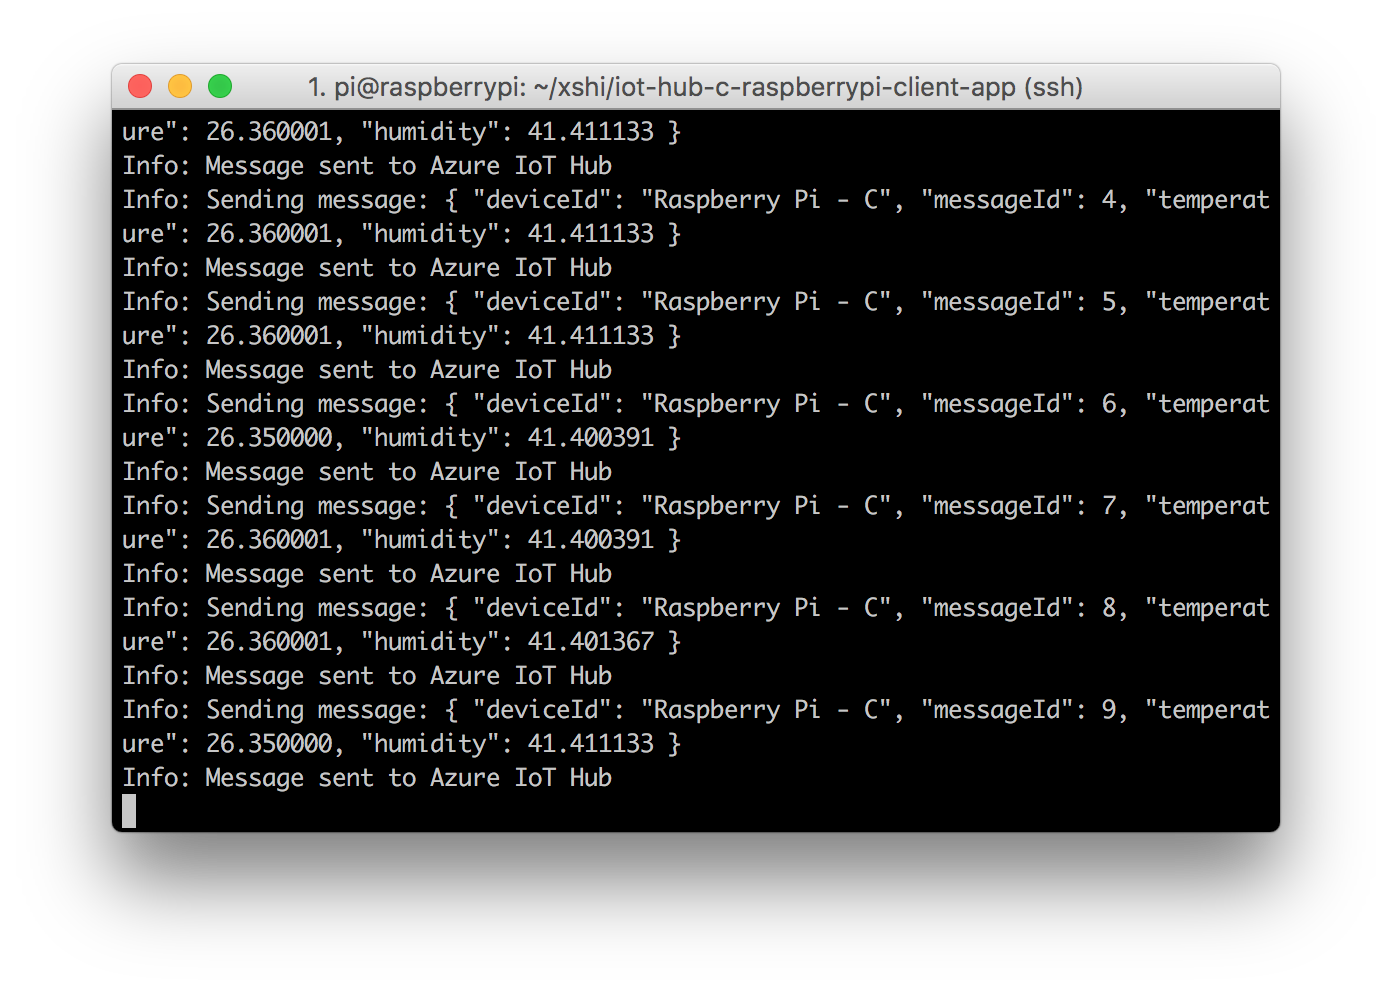 1. pi@raspberrypi: ~/xshi/iot-hub-c-raspberrypi-client-app (ssh)
ure": 26.360001, "humidity": 41.411133 }
Info: Message sent to Azure IoT Hub
Info: Sending message: { "deviceId": "Raspberry Pi - C", "messageId": 4, "temperat
ure": 26.360001, "humidity": 41.411133 }
Info: Message sent to Azure IoT Hub
Info: Sending message: { "deviceId": "Raspberry Pi - C", "messageId": 5, "temperat
ure": 26.360001, "humidity": 41.411133 }
Info: Message sent to Azure IoT Hub
Info: Sending message: { "deviceId": "Raspberry Pi - C", "messageId": 6, "temperat
ure": 26.350000, "humidity": 41.400391 }
Info: Message sent to Azure IoT Hub
Info: Sending message: { "deviceId": "Raspberry Pi - C", "messageId": 7, "temperat
ure": 26.360001, "humidity": 41.400391 }
Info: Message sent to Azure IoT Hub
Info: Sending message: { "deviceId": "Raspberry Pi - C", "messageId": 8, "temperat
ure": 26.360001, "humidity": 41.401367 }
Info: Message sent to Azure IoT Hub
Info: Sending message: { "deviceId": "Raspberry Pi - C", "messageId": 9, "temperat
ure": 26.350000, "humidity": 41.411133 }
Info: Message sent to Azure IoT Hub